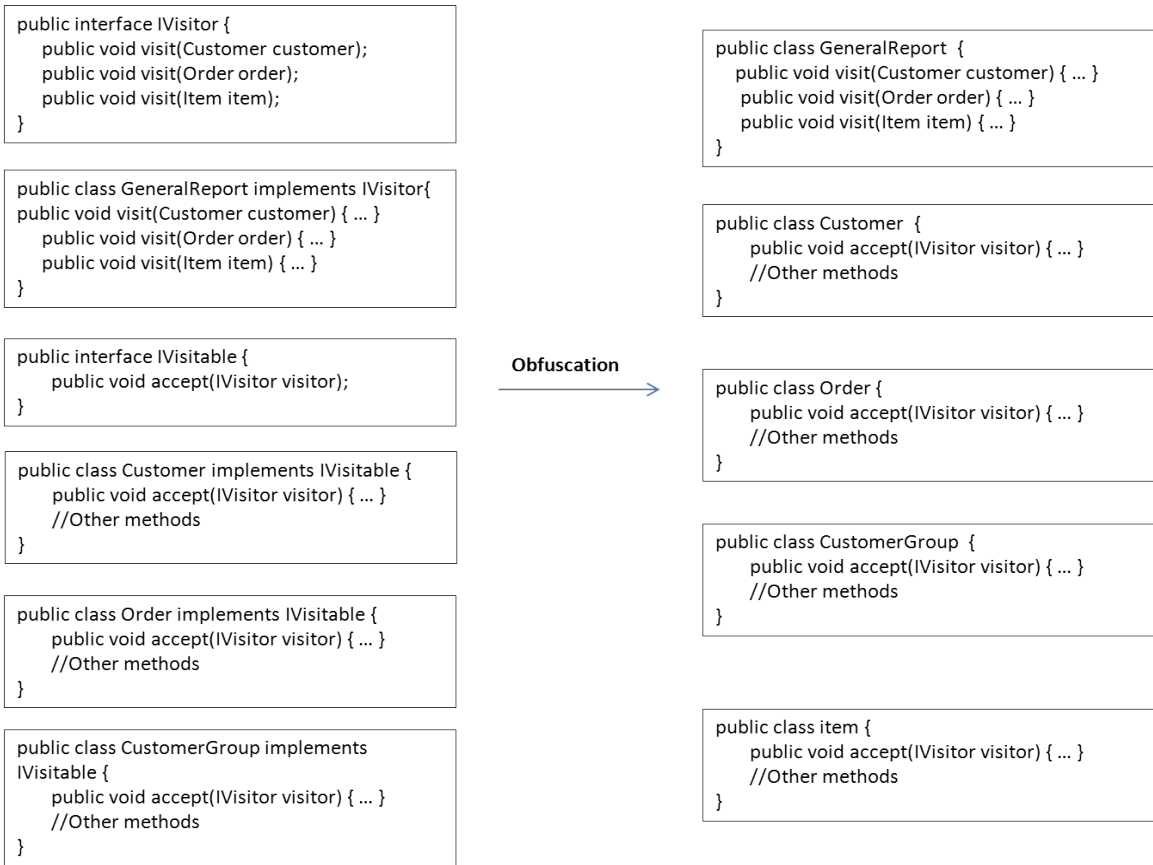 public interface IVisitor {
public void visit(Customer customer);
public void visit(Order order);
public void visit(Item item);
}
public class GeneralReport implements IVisitor{
public void visit(Customer customer) { ... }
public void visit(Order order) { ... }
public void visit(Item item) { ... }
}
public interface IVisitable {
public void accept(IVisitor visitor);
}
public class Customer implements IVisitable {
public void accept(IVisitor visitor) { ... }
//Other methods
}
public class Order implements IVisitable {
public void accept(IVisitor visitor) { ... }
//Other methods
}
public class CustomerGroup implements
IVisitable {
public void accept(IVisitor visitor) { ... }
//Other methods
}
Obfuscation
public class GeneralReport {
public void visit(Customer customer) { ... }
public void visit(Order order) { ... }
public void visit(Item item) { ... }
}
public class Customer {
public void accept(IVisitor visitor) { ... }
//Other methods
}
public class Order {
public void accept(IVisitor visitor) { ... }
//Other methods
}
public class CustomerGroup {
public void accept(IVisitor visitor) { ... }
//Other methods
}
public class item {
public void accept(IVisitor visitor) { ... }
//Other methods
}